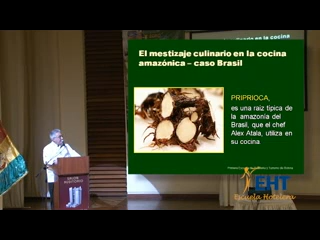 El mestizaje culinario en la cocina
amazónica – caso Brasil
PRIPRIOCA,
es una raíz típica de
la amazonía del
Brasil, que el chef
Alex Atala, utiliza en
su cocina
EHT
Escuela Hotelera